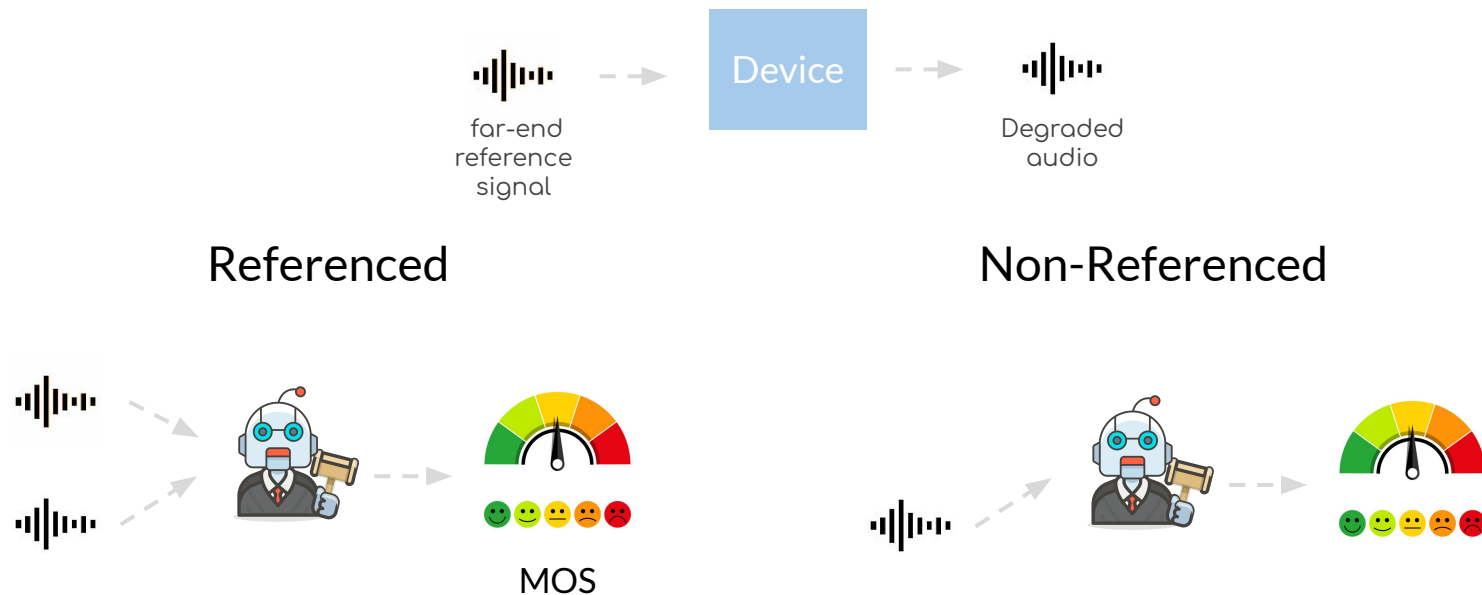 Device
far-end
reference
signal
Degraded
audio
Referenced
Non-Referenced
MOS